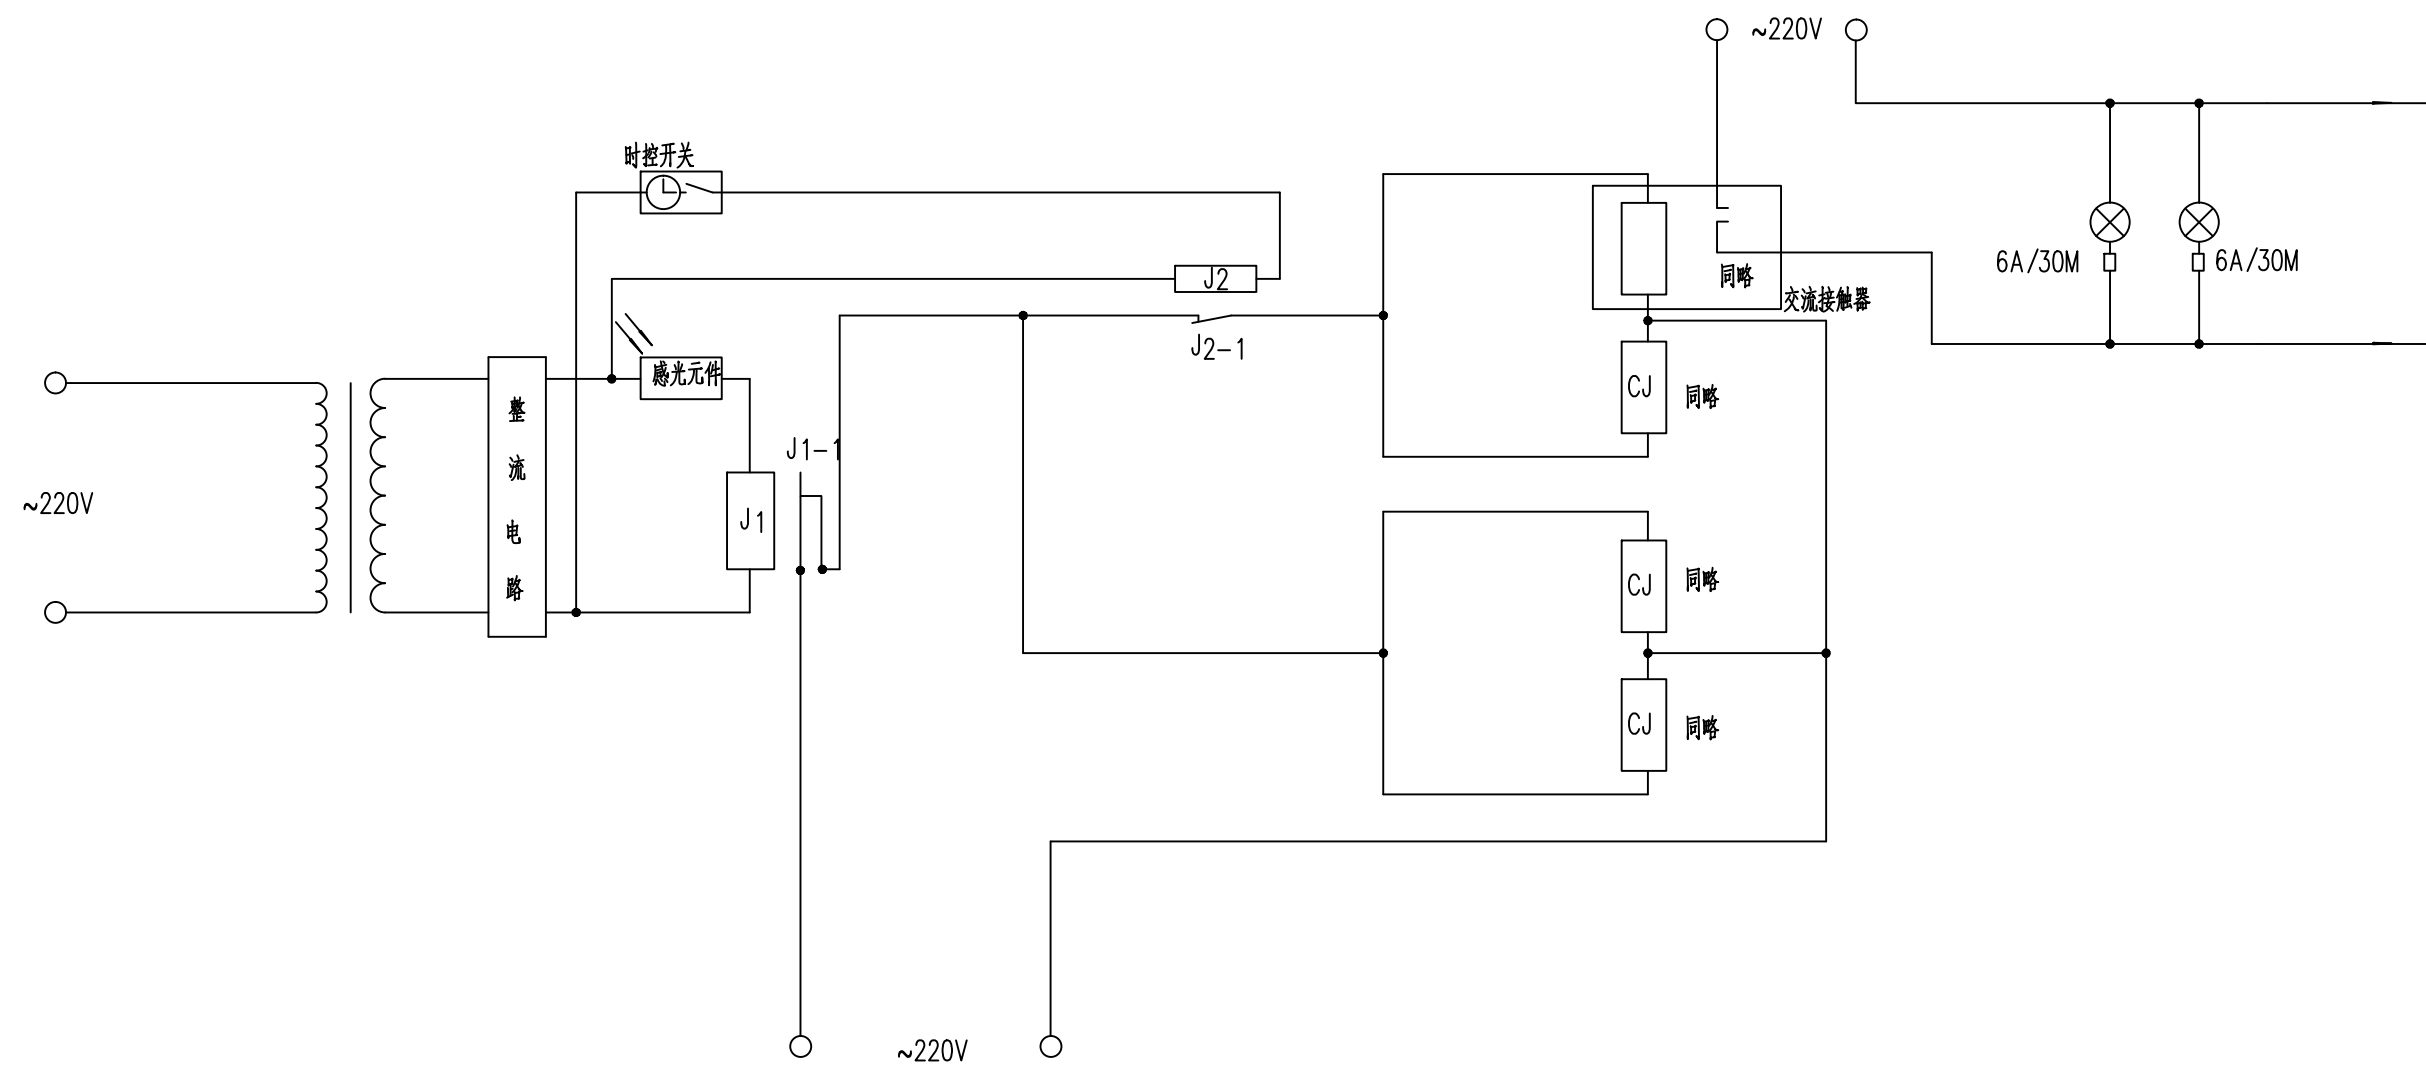 ~220V
时控开关
J2
6A/30M
6A/30M
同略
交流接触器
J2-1
感光元件
整
流
电
路
CJ
同略
J1-1
~220V
J1
CJ
同略
CJ
同略
~220V